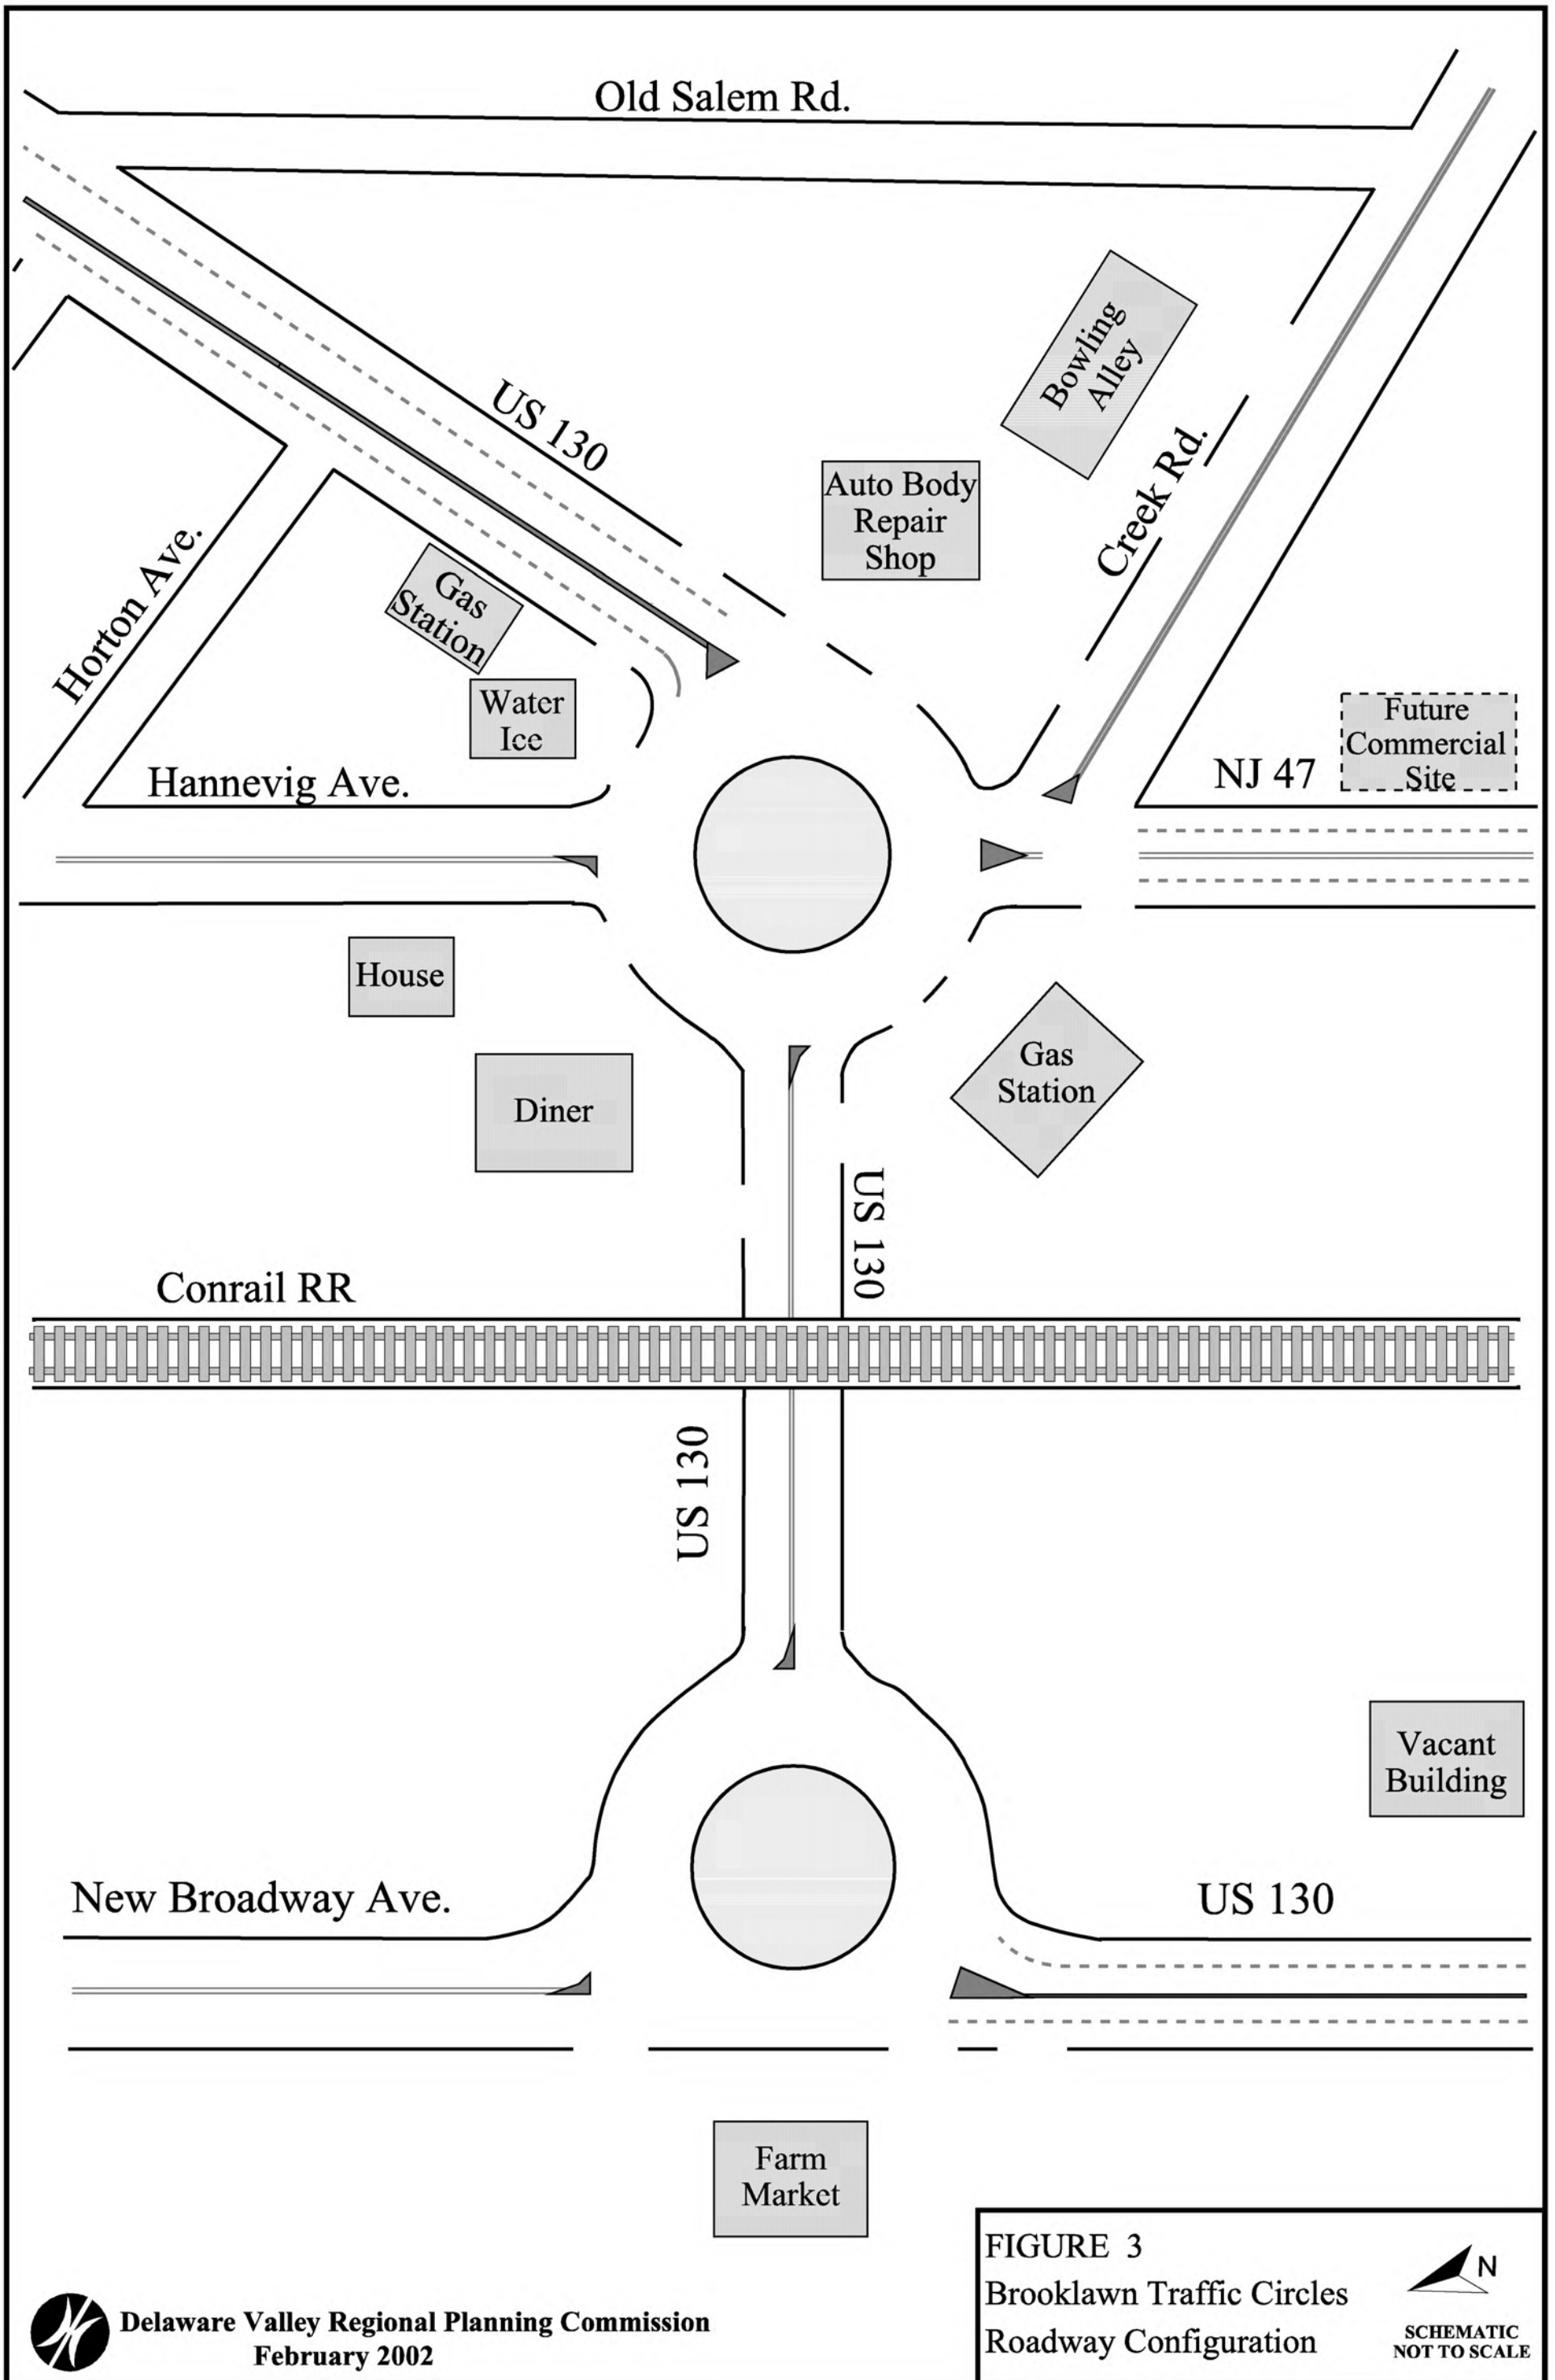 Old Salem Rd.
US 130
Bowling
Alley
Auto Body
Repair
Shop
Creek Rd.
Horton Ave.
Gas
Station
Water
Ice
Hannevig Ave.
Future
Commercial
Site
NJ 47
House
Diner
Gas
Station
US 130
Conrail RR
US 130
Vacant
Building
New Broadway Ave.
US 130
Farm
Market
FIGURE 3
Brooklawn Traffic Circles
Roadway Configuration
N
SCHEMATIC
NOT TO SCALE
Delaware Valley Regional Planning Commission
February 2002